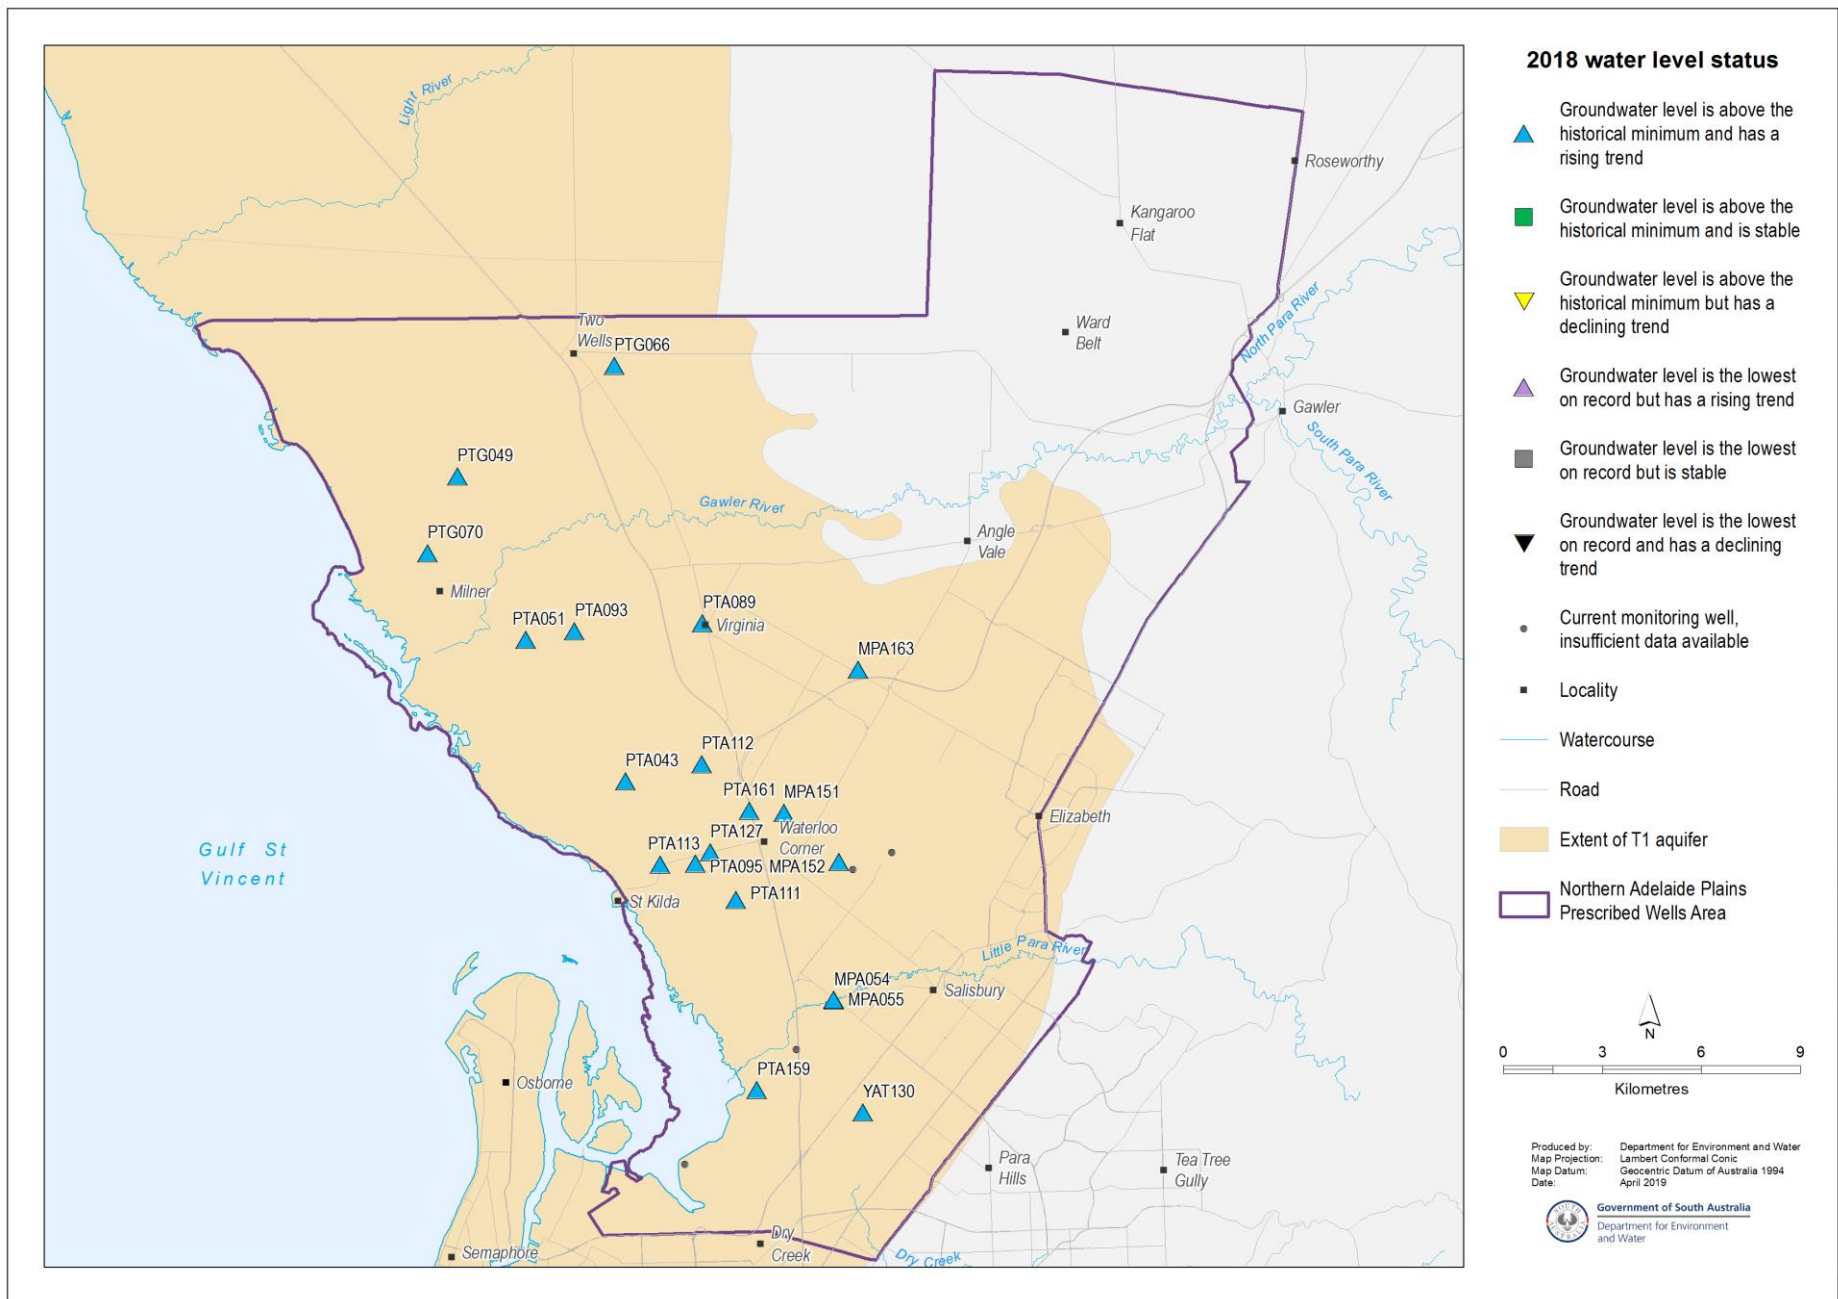 Light River
Roseworthy
Kangaroo
Flat
Two
Wells
PTG066
Ward
Belt
North Para River
Gawler
South Para River
PTG049
Gawler River
PTG070
Angle
Vale
Milner
PTA051
PTA093
PTA089
Virginia
MPA163
PTA112
PTA043
PTA161
MPA151
PTA127
Waterloo
Corner
PTA113
PTA095
MPA152
Elizabeth
Gulf St
Vincent
St Kilda
PTA111
Little Para River
MPA054
MPA055
Salisbury
Osborne
PTA159
YAT130
Para
Hills
Tea Tree
Gully
Semaphore
Dry
Creek
Dry Creek
2018 water level status
Groundwater level is above the
historical minimum and has a
rising trend
Groundwater level is above the
historical minimum and is stable
Groundwater level is above the
historical minimum but has a
declining trend
Groundwater level is the lowest
on record but has a rising trend
Groundwater level is the lowest
on record but is stable
Groundwater level is the lowest
on record and has a declining
trend
Current monitoring well,
insufficient data available
Locality
Watercourse
Road
Extent of T1 aquifer
Northern Adelaide Plains
Prescribed Wells Area
N
0 3 6 9
Kilometres
Produced by: Department for Environment and Water
Map Projection: Lambert Conformal Conic
Map Datum: Geocentric Datum of Australia 1994
Date: April 2019
SOUTH AUSTRALIA
Government of South Australia
Department for Environment
and Water